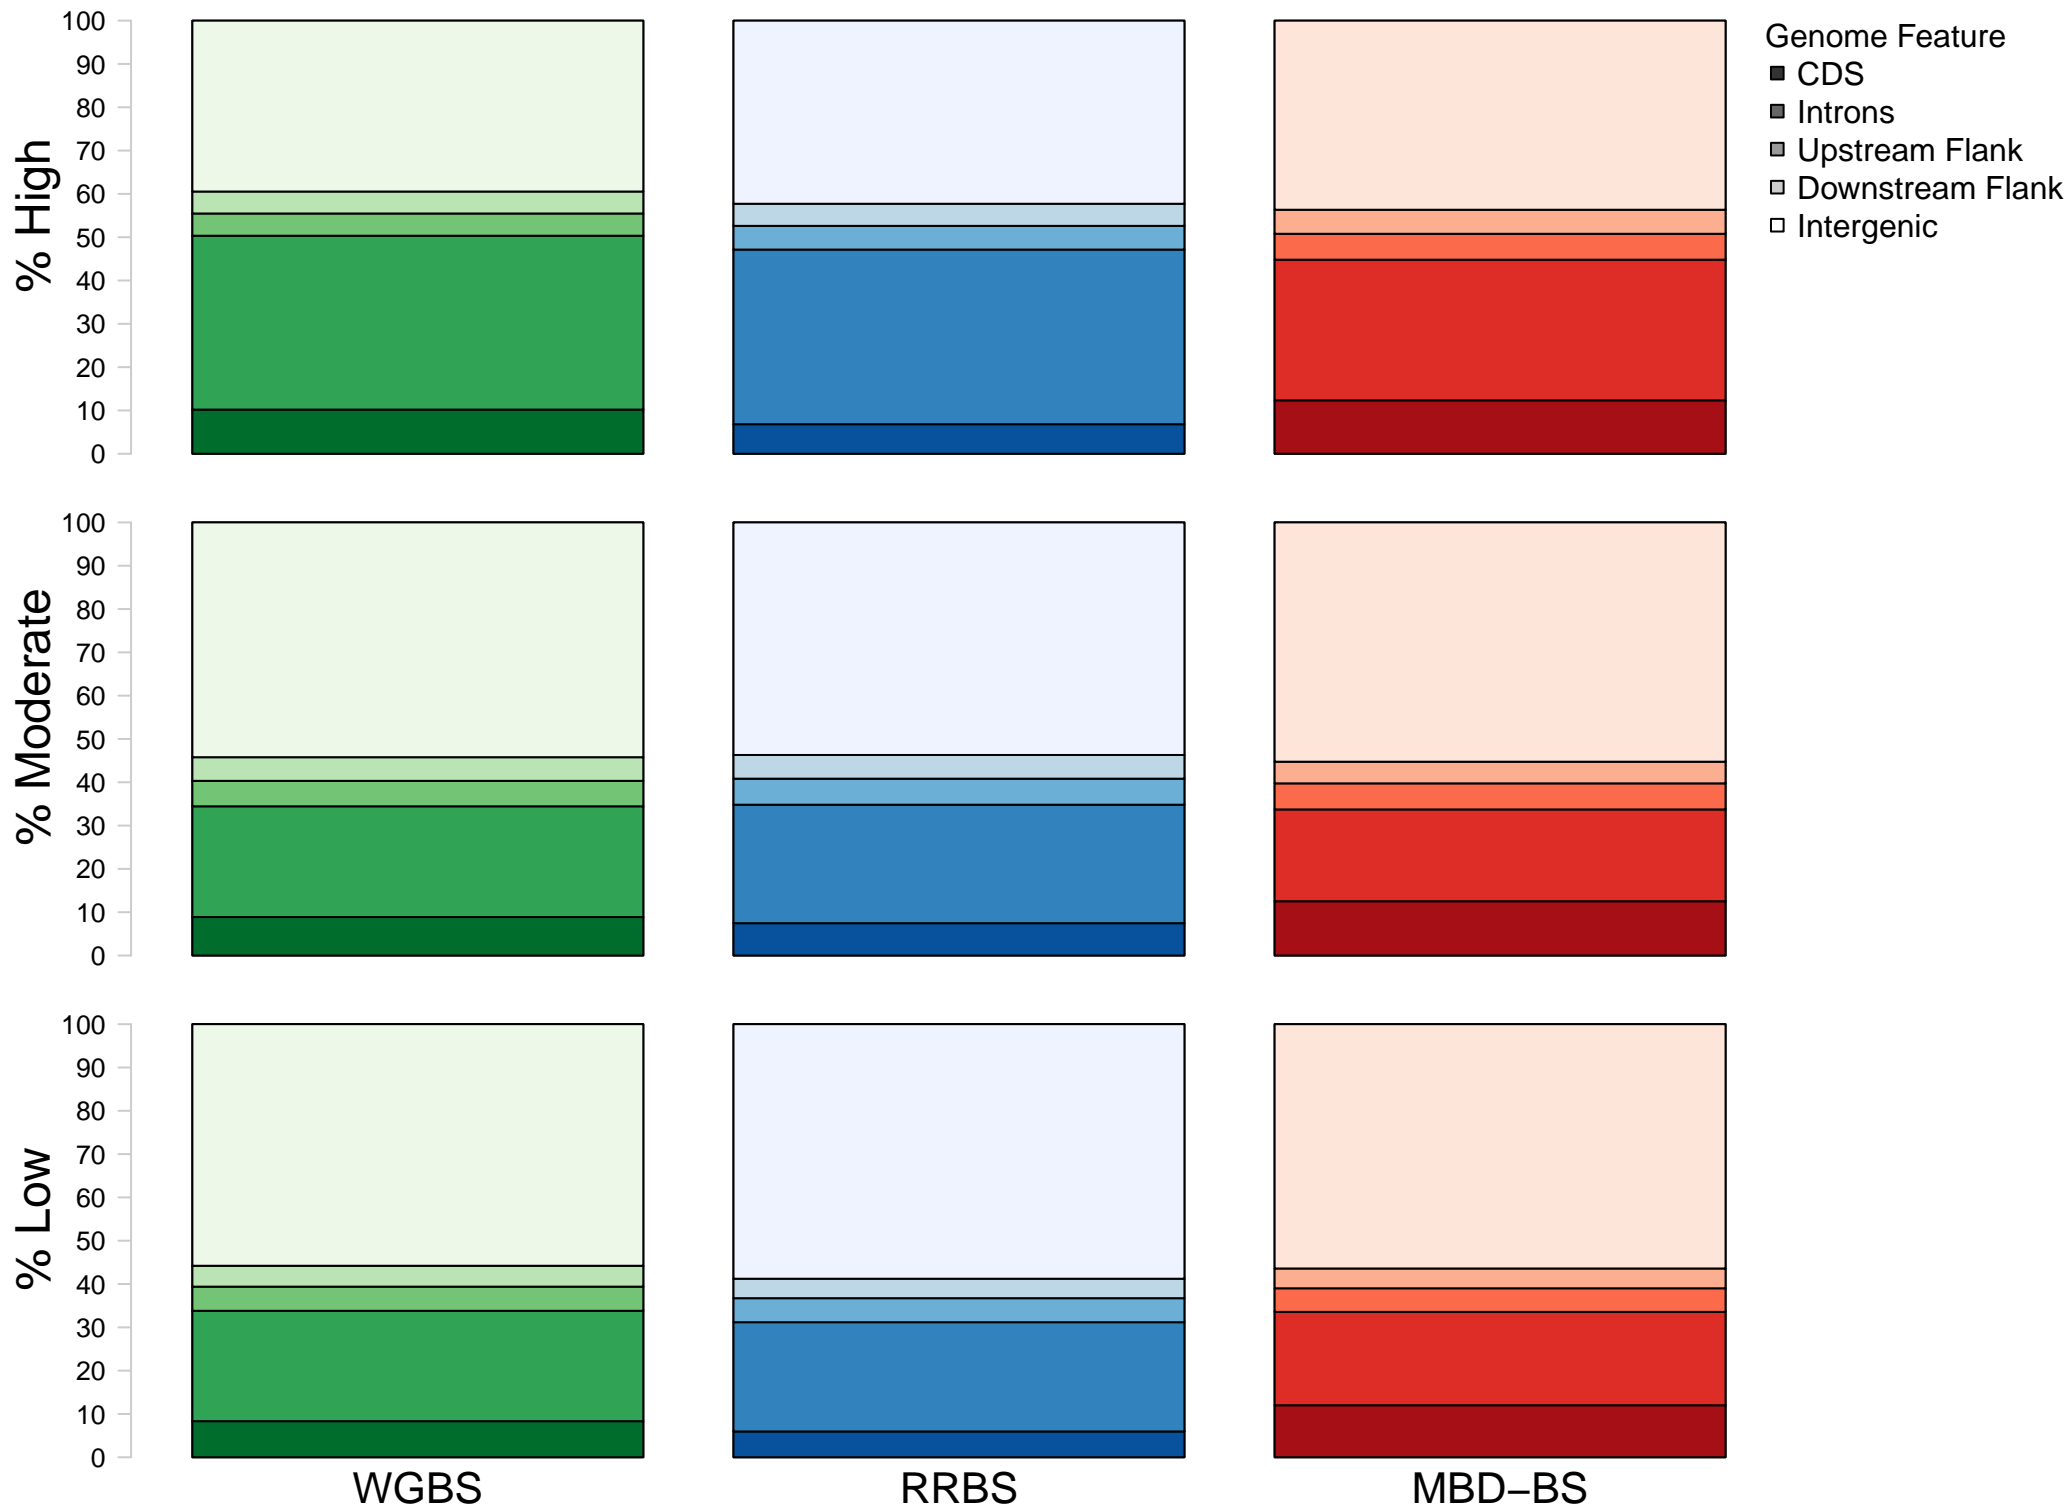 Genome Feature
CDS
Introns
Upstream Flank
Downstream Flank
Intergenic
% High
100
90
80
70
60
50
40
30
20
10
0
% Moderate
100
90
80
70
60
50
40
30
20
10
0
% Low
100
90
80
70
60
50
40
30
20
10
0
WGBS
RRBS
MBD−BS